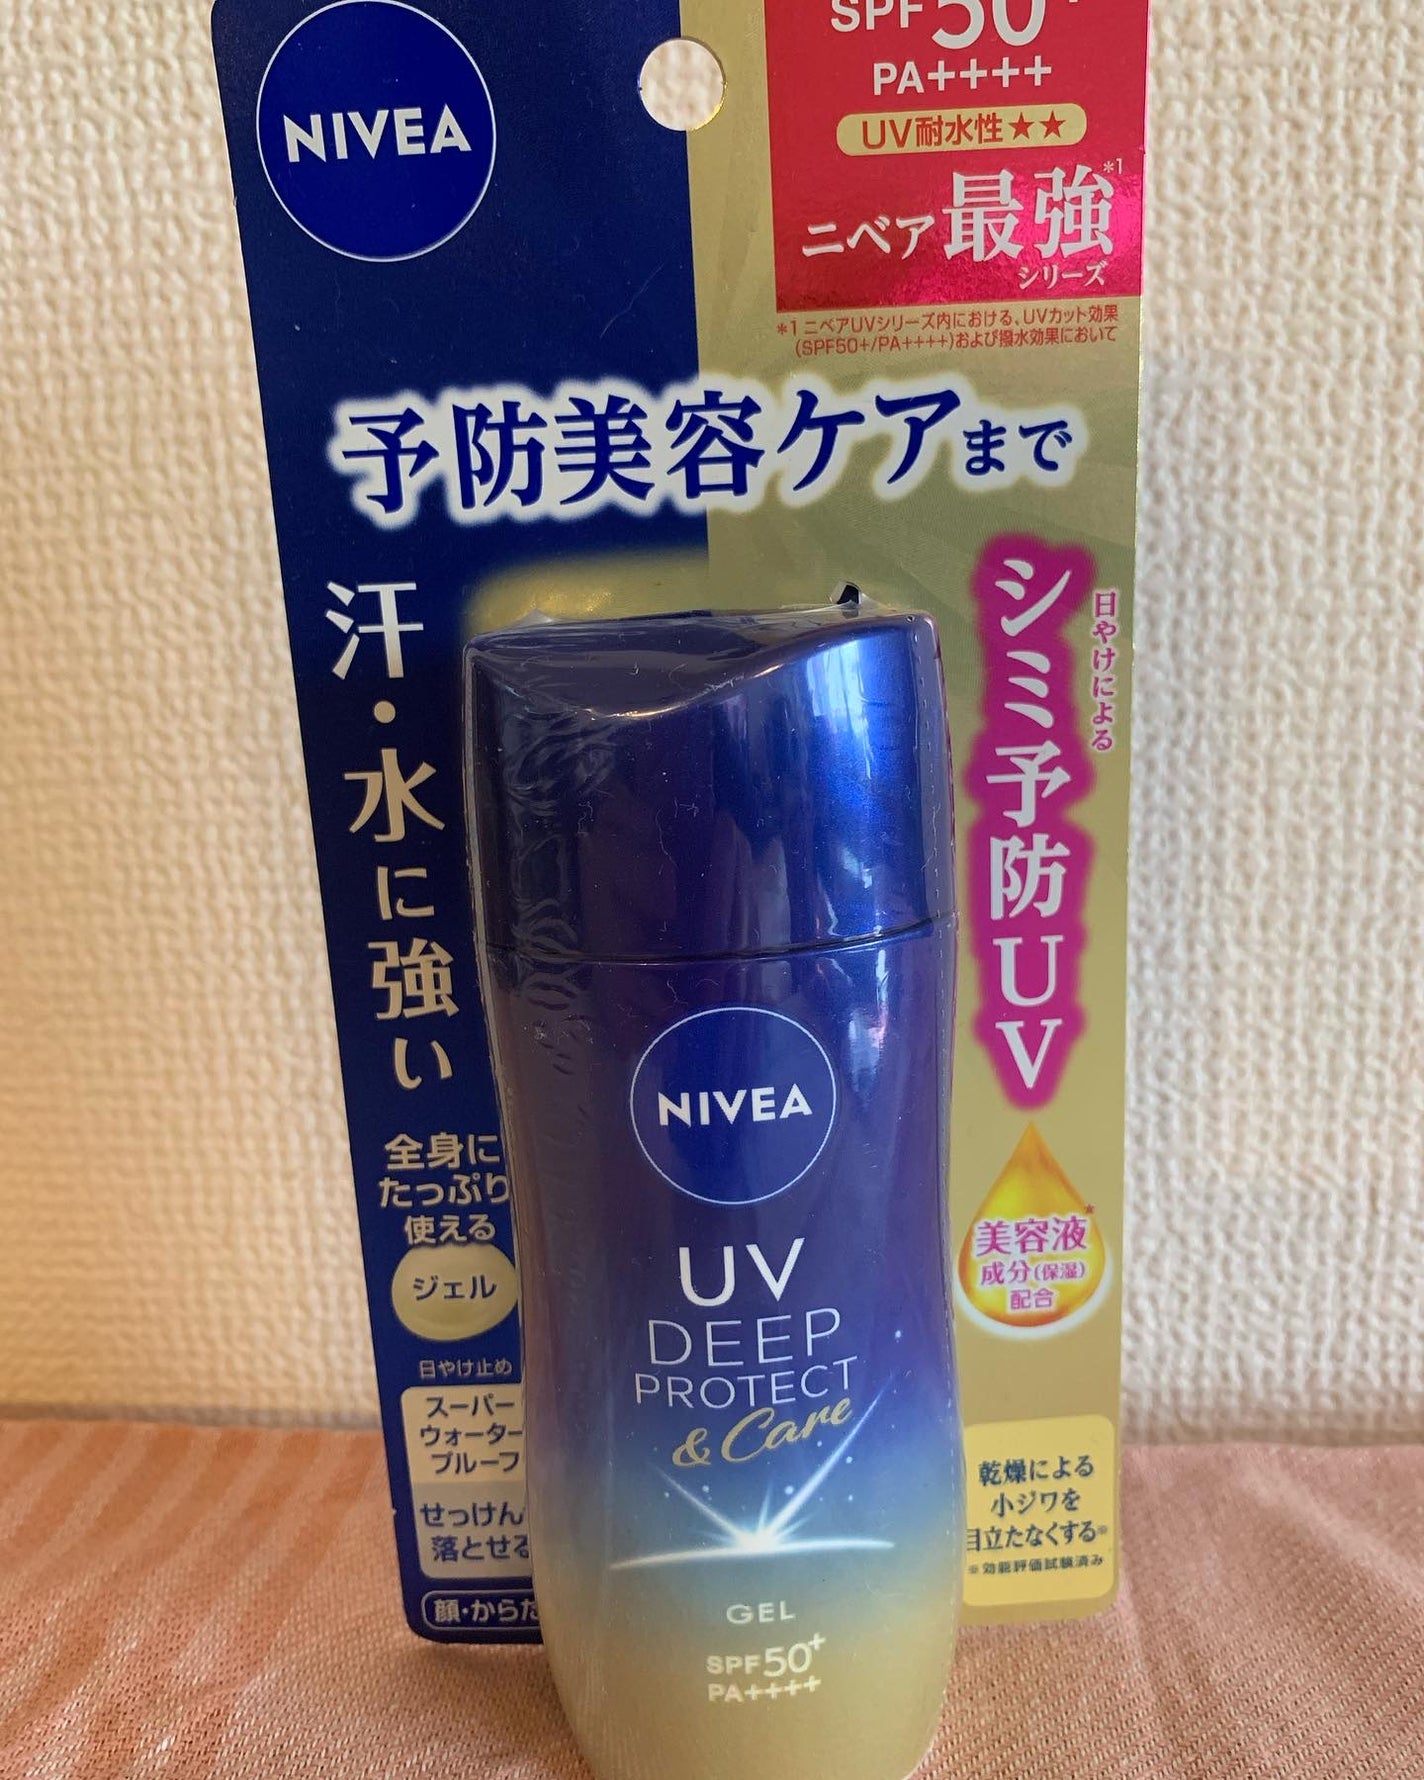 NIVEA
SPF50+
PA++++
UV耐水性★★
ニベア最強*1
シリーズ
*1 ニベアUVシリーズ内における、UVカット効果
(SPF50+/PA++++)および撥水効果において
予防美容ケアまで
汗・水に強い
全身に
たっぷり
使える
ジェル
日やけ止め
スーパー
ウォーター
プルーフ
せっけんで
落とせる
顔・からだ
日やけによる
シミ予防UV
美容液*
成分(保湿)
配合
乾燥による
小ジワを
目立たなくする※
※効能評価試験済み
NIVEA
UV
DEEP
PROTECT
& Care
GEL
SPF50+
PA++++